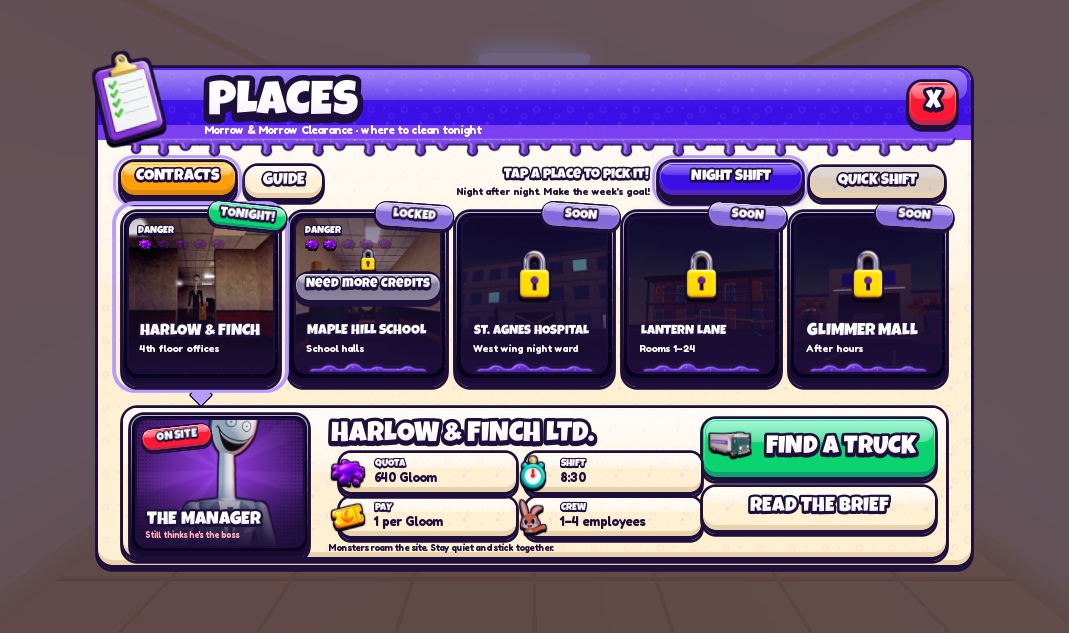 PLACES
Morrow & Morrow Clearance · where to clean tonight
X
CONTRACTS
GUIDE
TAP A PLACE TO PICK IT!
Night after night. Make the week's goal!
NIGHT SHIFT
QUICK SHIFT
TONIGHT!
DANGER
HARLOW & FINCH
4th floor offices
LOCKED
DANGER
NEED MORE CREDITS
MAPLE HILL SCHOOL
School halls
SOON
ST. AGNES HOSPITAL
West wing night ward
SOON
LANTERN LANE
Rooms 1–24
SOON
GLIMMER MALL
After hours
ON SITE
THE MANAGER
Still thinks he's the boss
HARLOW & FINCH LTD.
QUOTA
640 Gloom
SHIFT
8:30
PAY
1 per Gloom
CREW
1–4 employees
Monsters roam the site. Stay quiet and stick together.
FIND A TRUCK
READ THE BRIEF